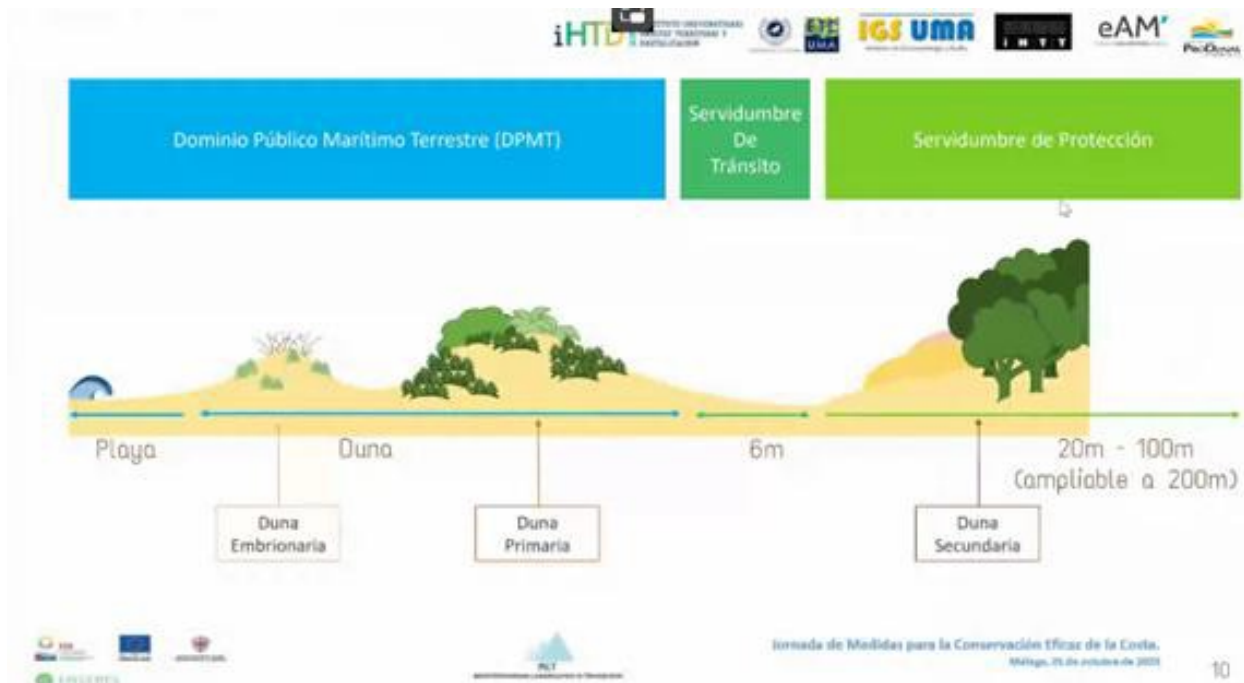 iHTD
UMA
IGS UMA
iHTT
eAM'
Dominio Público Marítimo Terrestre (DPMT)
Servidumbre
De
Tránsito
Servidumbre de Protección
Playa
Duna
6m
20m - 100m
(ampliable a 200m)
Duna
Embrionaria
Duna
Primaria
Duna
Secundaria
Jornada de Medidas para la Conservación Eficaz de la Costa.
10